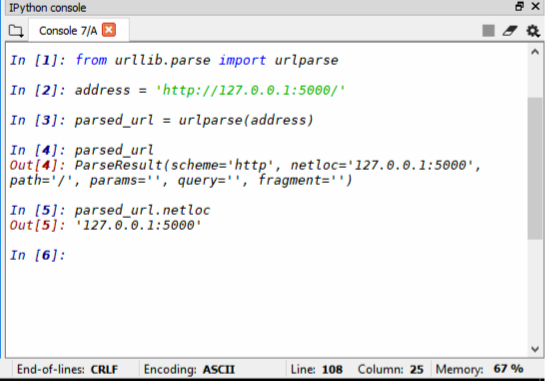 IPython console
Console 7/A
In [1]: from urllib.parse import urlparse
In [2]: address = 'http://127.0.0.1:5000/'
In [3]: parsed_url = urlparse(address)
In [4]: parsed_url
Out[4]: ParseResult(scheme='http', netloc='127.0.0.1:5000',
path='/', params='', query='', fragment='')
In [5]: parsed_url.netloc
Out[5]: '127.0.0.1:5000'
In [6]:
End-of-lines: CRLF Encoding: ASCII Line: 108 Column: 25 Memory: 67 %